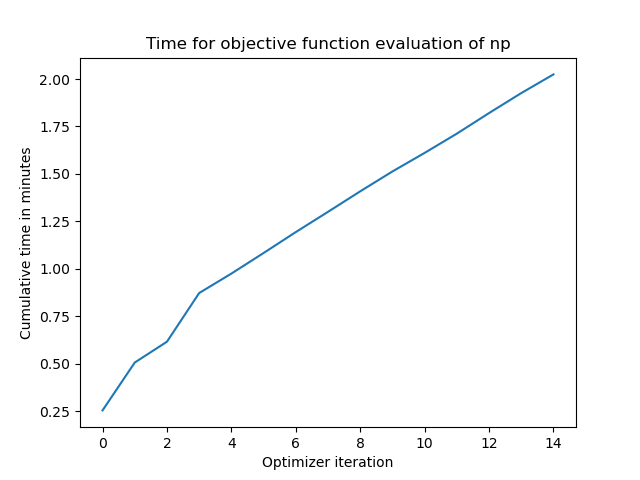 Time for objective function evaluation of np
2.00
1.75
1.50
1.25
1.00
0.75
0.50
0.25
Cumulative time in minutes
0 2 4 6 8 10 12 14
Optimizer iteration